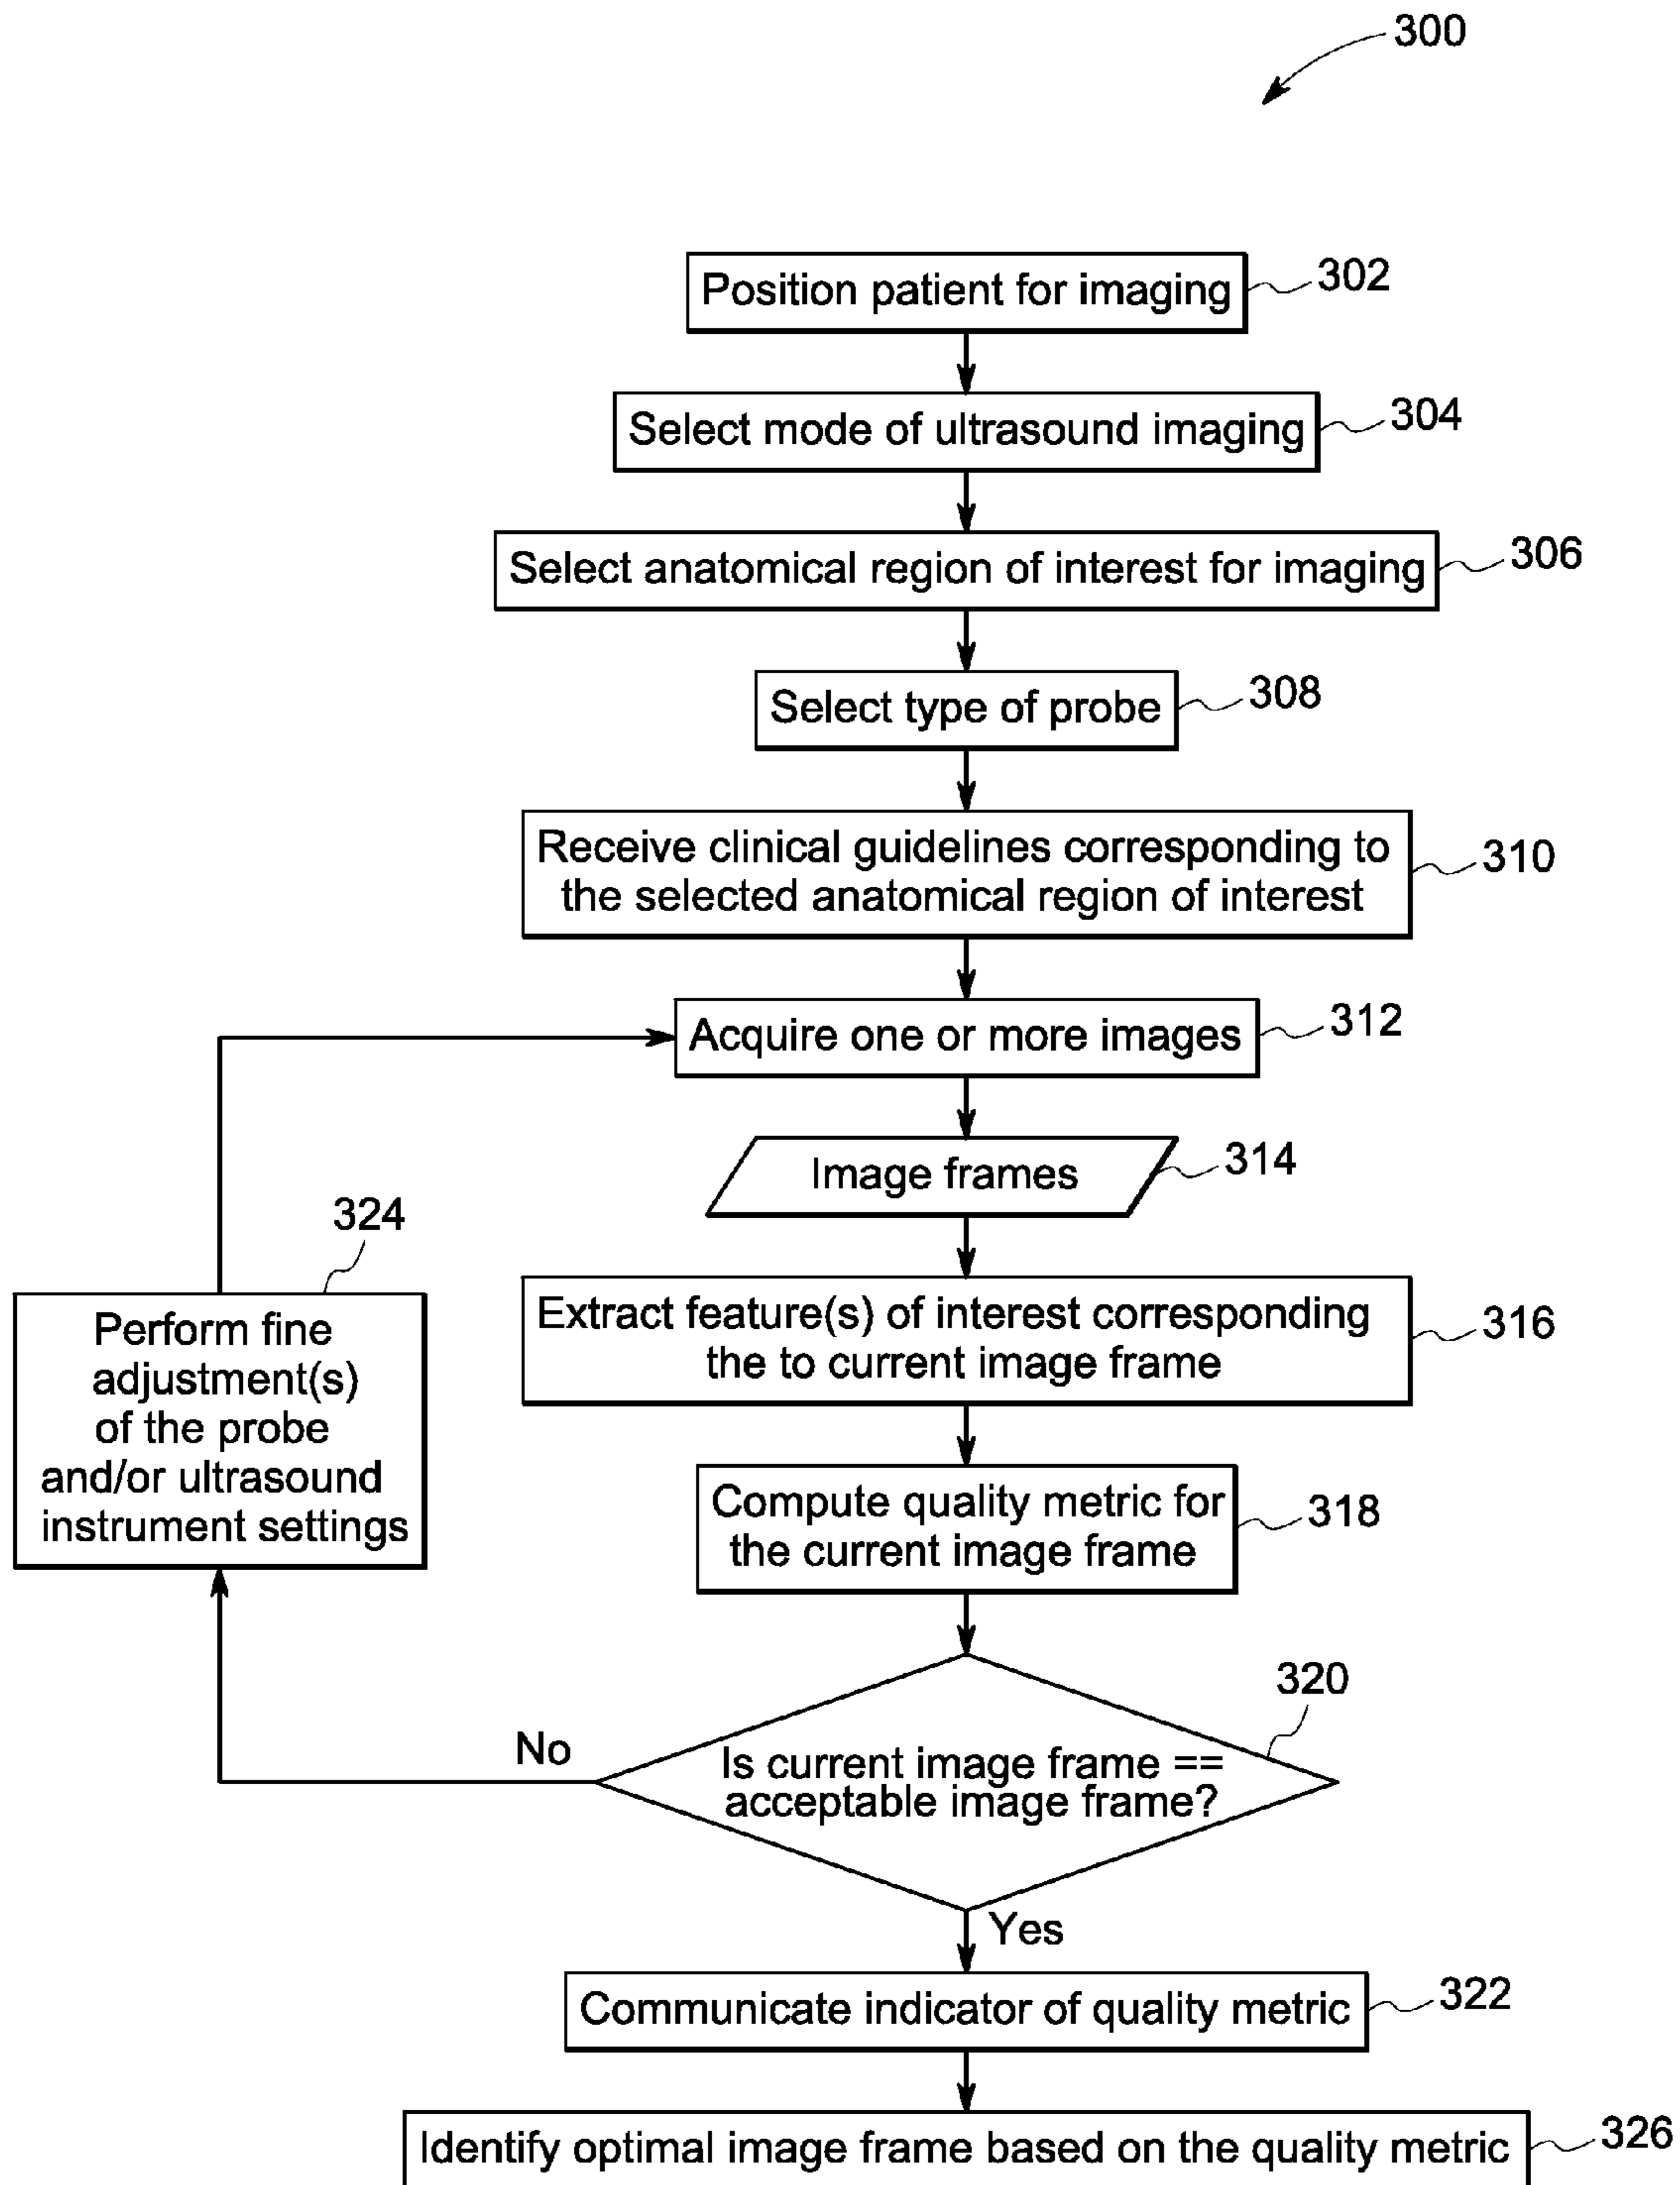 300
Position patient for imaging
302
Select mode of ultrasound imaging
304
Select anatomical region of interest for imaging
306
Select type of probe
308
Receive clinical guidelines corresponding to
the selected anatomical region of interest
310
Acquire one or more images
312
Image frames
314
Extract feature(s) of interest corresponding
the to current image frame
316
324
Perform fine
adjustment(s)
of the probe
and/or ultrasound
instrument settings
Compute quality metric for
the current image frame
318
320
Is current image frame ==
acceptable image frame?
No
Yes
Communicate indicator of quality metric
322
Identify optimal image frame based on the quality metric
326